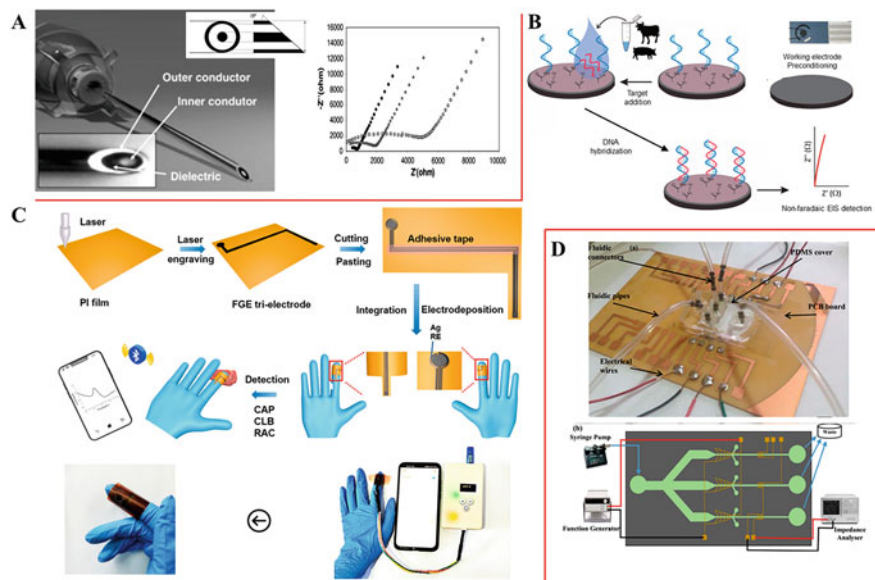 A
Outer conductor
Inner condutor
Dielectric
-Z''(ohm)
16000
14000
12000
10000
8000
6000
4000
2000
0
0 2000 4000 6000 8000 10000
Z'(ohm)
B
Target
addition
Working electrode
Preconditioning
DNA
hybridization
Z'' (Ω)
Z' (Ω)
Non-faradaic EIS detection
C
Laser
PI film
Laser
engraving
FGE tri-electrode
Cutting
Pasting
Adhesive tape
Integration
Electrodeposition
Ag
RE
Detection
CAP
CLB
RAC
D
(a)
Fluidic
connectors
PDMS cover
Fluidic pipes
PCB board
Electrical
wires
(b)
Syringe Pump
Waste
Function Generator
Impedance
Analyser